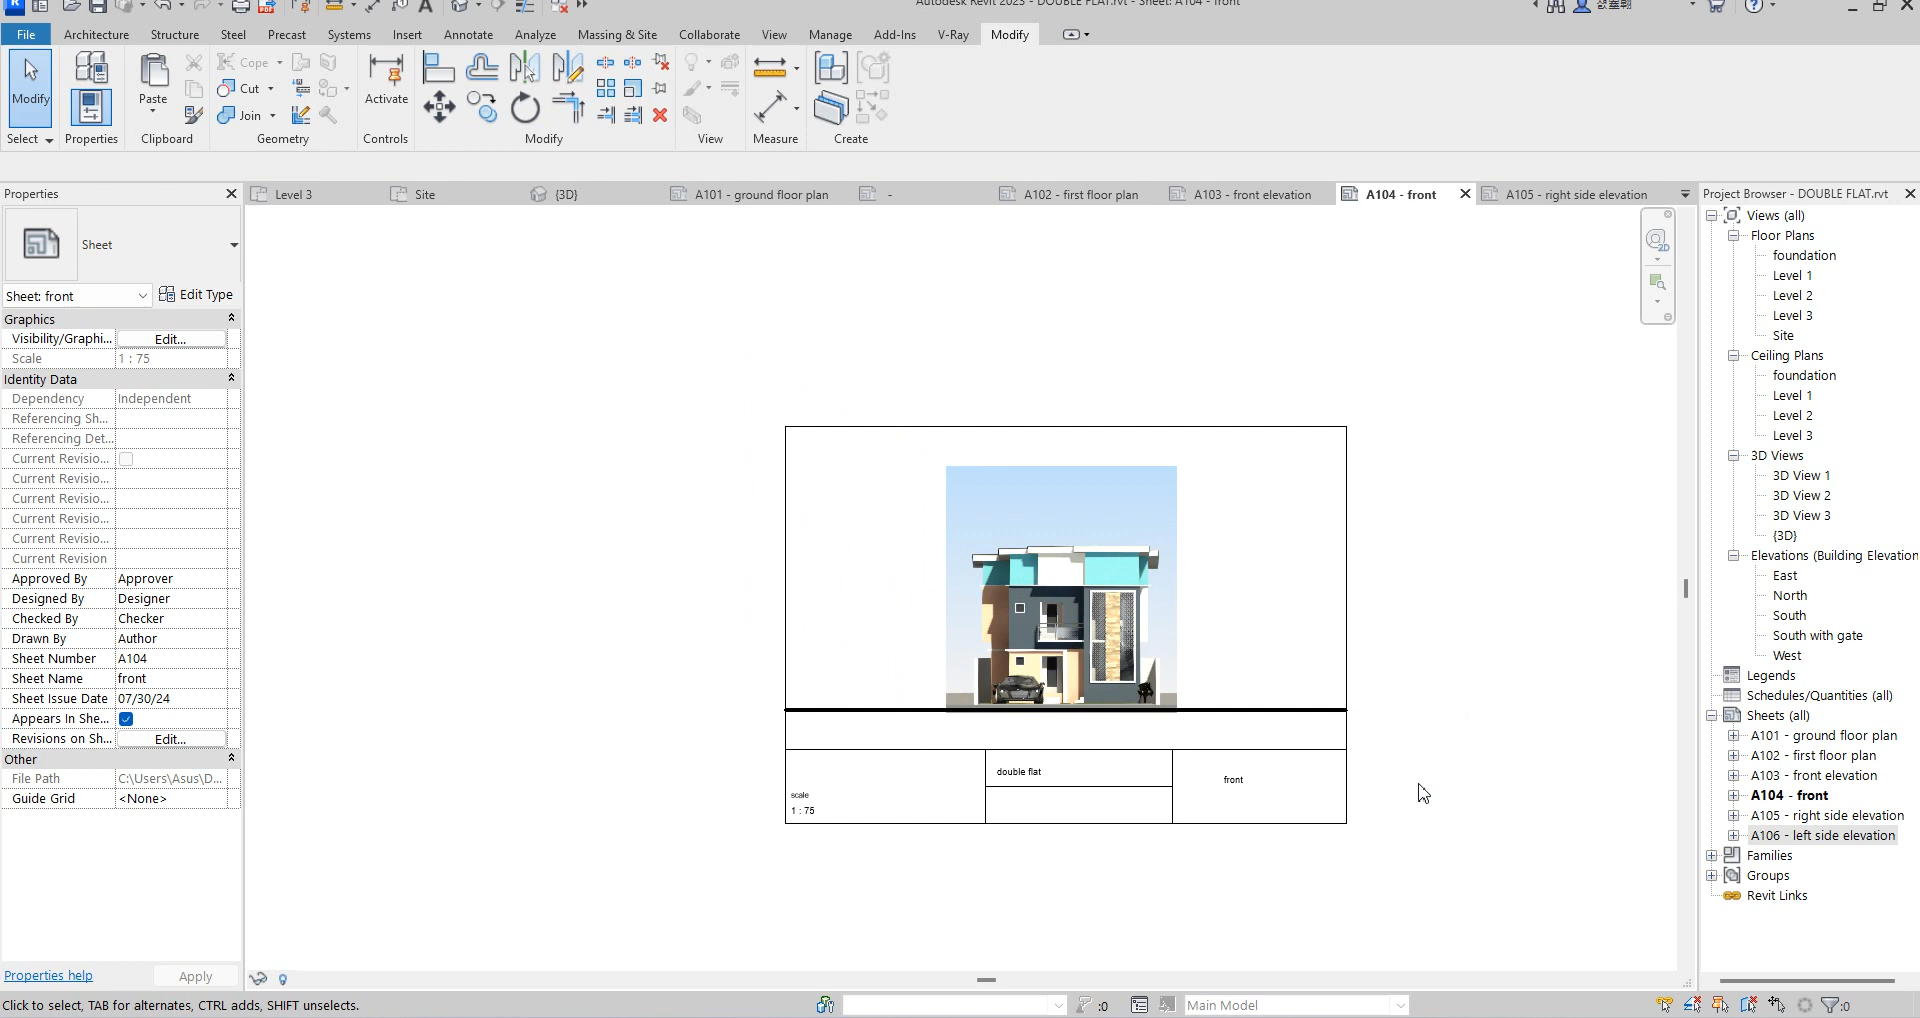 Autodesk Revit 2023 - DOUBLE FLAT.rvt - Sheet: A104 - front
File Architecture Structure Steel Precast Systems Insert Annotate Analyze Massing & Site Collaborate View Manage Add-Ins V-Ray Modify
Modify
Paste
Cope
Cut
Join
Activate
Select Properties Clipboard Geometry Controls Modify View Measure Create
Properties
Level 3 Site {3D} A101 - ground floor plan - A102 - first floor plan A103 - front elevation A104 - front A105 - right side elevation
Project Browser - DOUBLE FLAT.rvt
Sheet
Sheet: front
Edit Type
Graphics
Visibility/Graphi... Edit...
Scale 1 : 75
Identity Data
Dependency Independent
Referencing Sh...
Referencing Det...
Current Revisio...
Current Revisio...
Current Revisio...
Current Revisio...
Current Revisio...
Current Revision
Approved By Approver
Designed By Designer
Checked By Checker
Drawn By Author
Sheet Number A104
Sheet Name front
Sheet Issue Date 07/30/24
Appears In She...
Revisions on Sh... Edit...
Other
File Path C:\Users\Asus\D...
Guide Grid <None>
Properties help
Apply
2D
double flat
front
scale
1 : 75
Views (all)
Floor Plans
foundation
Level 1
Level 2
Level 3
Site
Ceiling Plans
foundation
Level 1
Level 2
Level 3
3D Views
3D View 1
3D View 2
3D View 3
{3D}
Elevations (Building Elevation
East
North
South
South with gate
West
Legends
Schedules/Quantities (all)
Sheets (all)
A101 - ground floor plan
A102 - first floor plan
A103 - front elevation
A104 - front
A105 - right side elevation
A106 - left side elevation
Families
Groups
Revit Links
Click to select, TAB for alternates, CTRL adds, SHIFT unselects.
:0
Main Model
:0